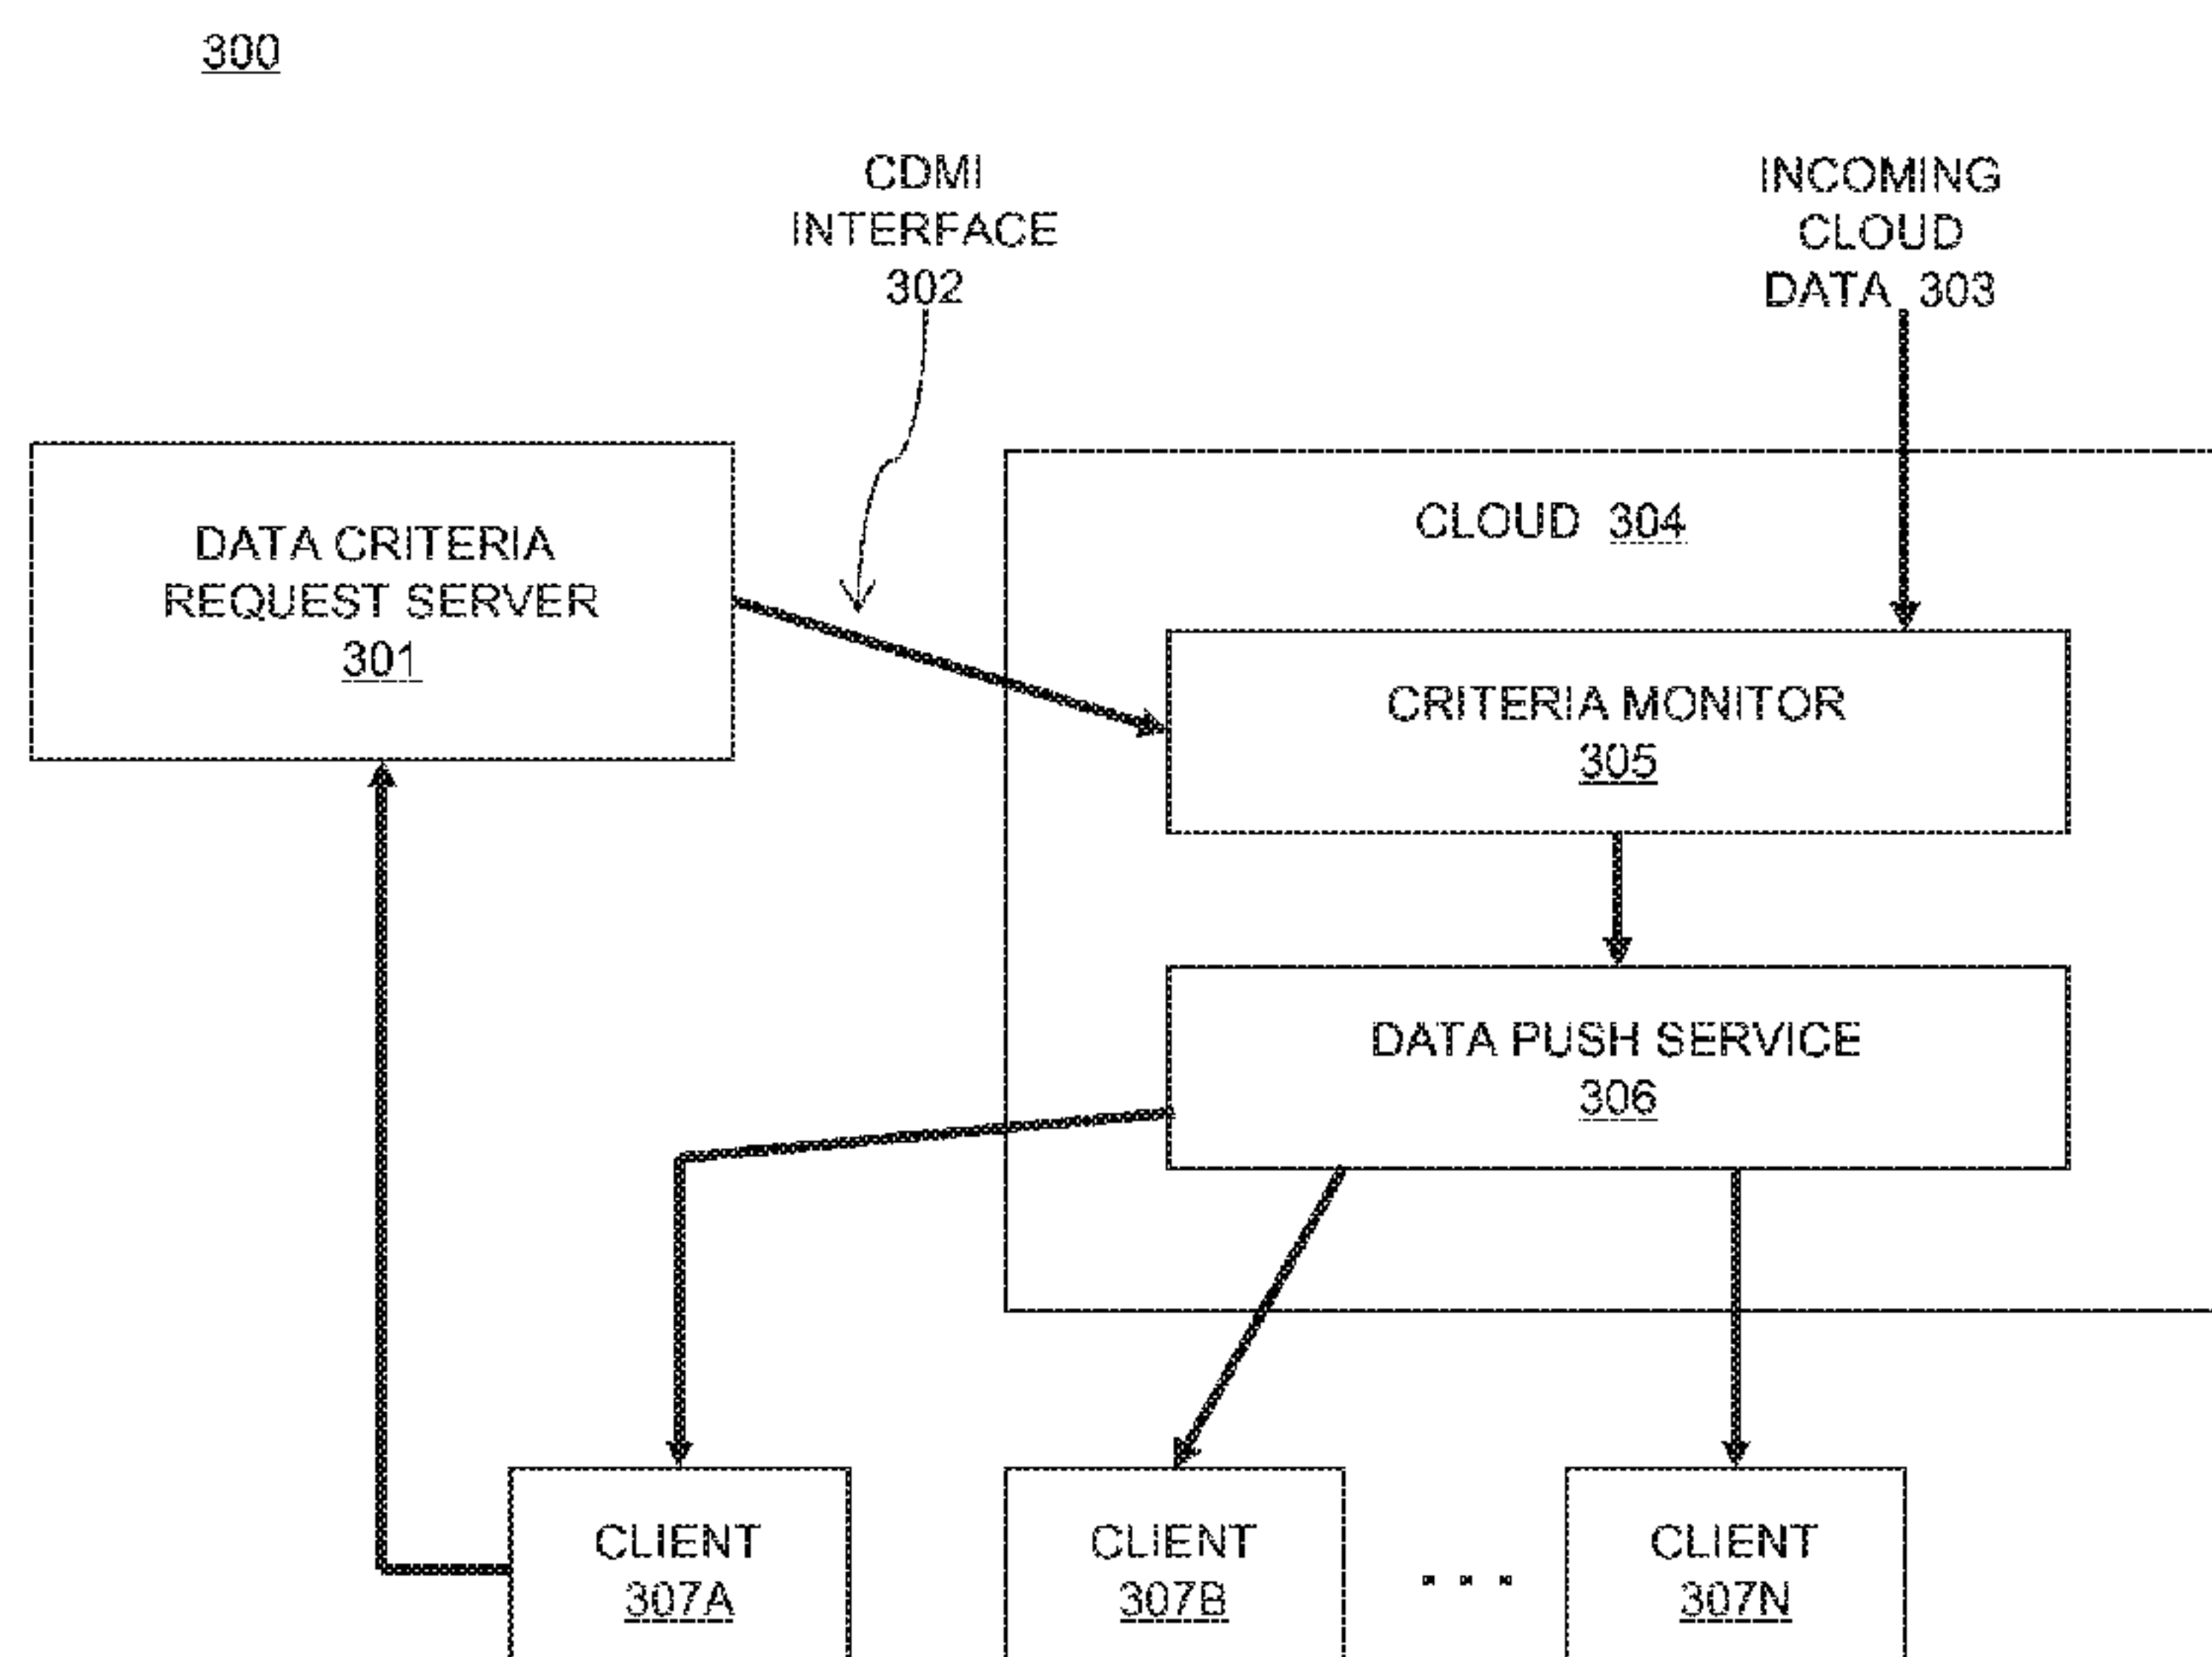 300
CDMI
INTERFACE
302
INCOMING
CLOUD
DATA 303
DATA CRITERIA
REQUEST SERVER
301
CLOUD 304
CRITERIA MONITOR
305
DATA PUSH SERVICE
306
CLIENT
307A
CLIENT
307B
. . .
CLIENT
307N